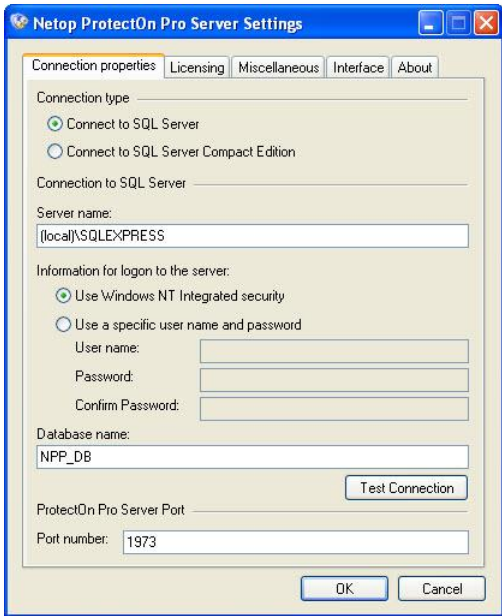 Netop ProtectOn Pro Server Settings
Connection properties Licensing Miscellaneous Interface About
Connection type
Connect to SQL Server
Connect to SQL Server Compact Edition
Connection to SQL Server
Server name:
(local)\SQLEXPRESS
Information for logon to the server:
Use Windows NT Integrated security
Use a specific user name and password
User name:
Password:
Confirm Password:
Database name:
NPP_DB
Test Connection
ProtectOn Pro Server Port
Port number: 1973
OK Cancel